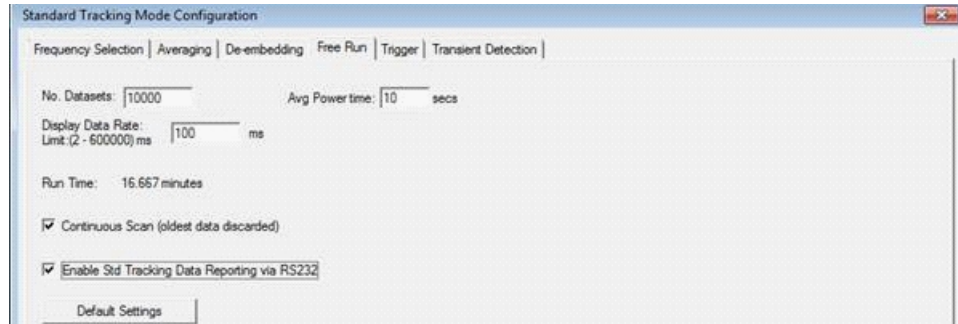 Standard Tracking Mode Configuration
Frequency Selection Averaging De-embedding Free Run Trigger Transient Detection
No. Datasets: 10000 Avg Power time: 10 secs
Display Data Rate:
Limit:(2 - 600000) ms 100 ms
Run Time: 16.667 minutes
Continuous Scan (oldest data discarded)
Enable Std Tracking Data Reporting via RS232
Default Settings